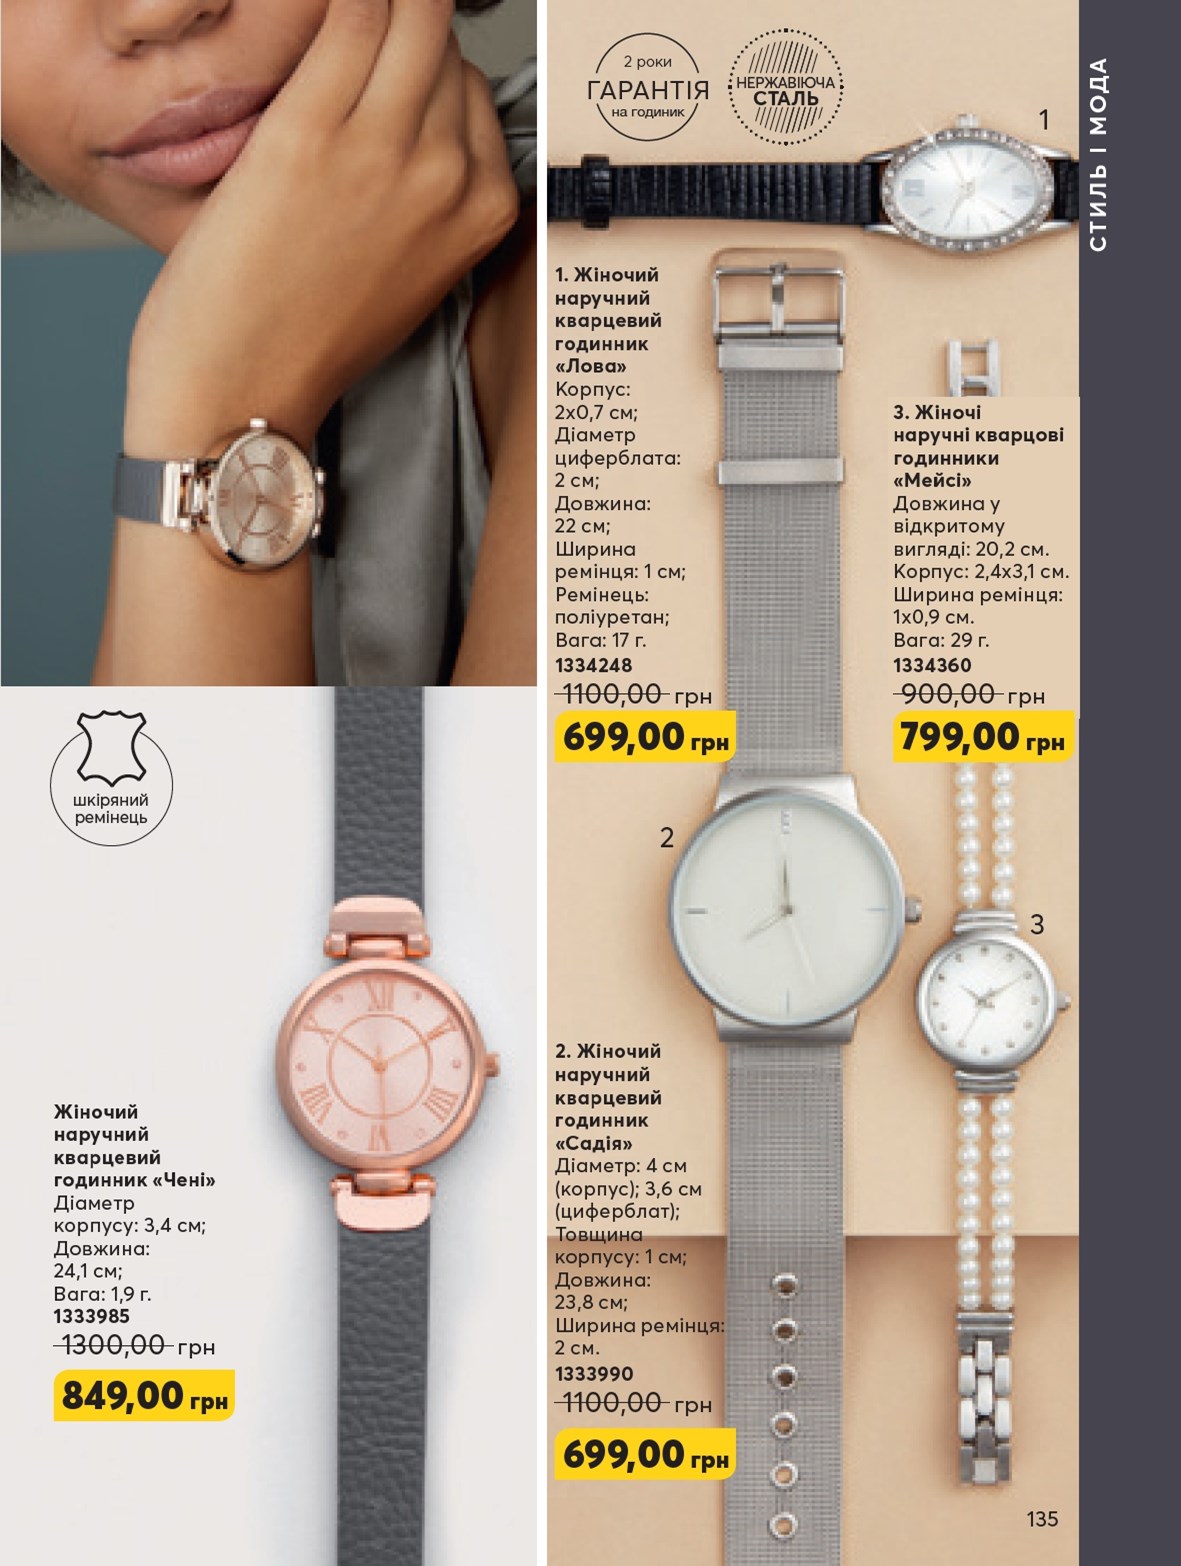 2 роки
ГАРАНТІЯ
на годиник
НЕРЖАВІЮЧА
СТАЛЬ
1
СТИЛЬ І МОДА
1. Жіночий
наручний
кварцевий
годинник
«Лова»
Корпус:
2x0,7 см;
Діаметр
циферблата:
2 см;
Довжина:
22 см;
Ширина
ремінця: 1 см;
Ремінець:
поліуретан;
Вага: 17 г.
1334248
1100,00 грн
699,00 грн
3. Жіночі
наручні кварцові
годинники
«Мейсі»
Довжина у
відкритому
вигляді: 20,2 см.
Корпус: 2,4x3,1 см.
Ширина ремінця:
1x0,9 см.
Вага: 29 г.
1334360
900,00 грн
799,00 грн
шкіряний
ремінець
2
3
Жіночий
наручний
кварцевий
годинник «Чені»
Діаметр
корпусу: 3,4 см;
Довжина:
24,1 см;
Вага: 1,9 г.
1333985
1300,00 грн
849,00 грн
2. Жіночий
наручний
кварцевий
годинник
«Садія»
Діаметр: 4 см
(корпус); 3,6 см
(циферблат);
Товщина
корпусу: 1 см;
Довжина:
23,8 см;
Ширина ремінця:
2 см.
1333990
1100,00 грн
699,00 грн
135